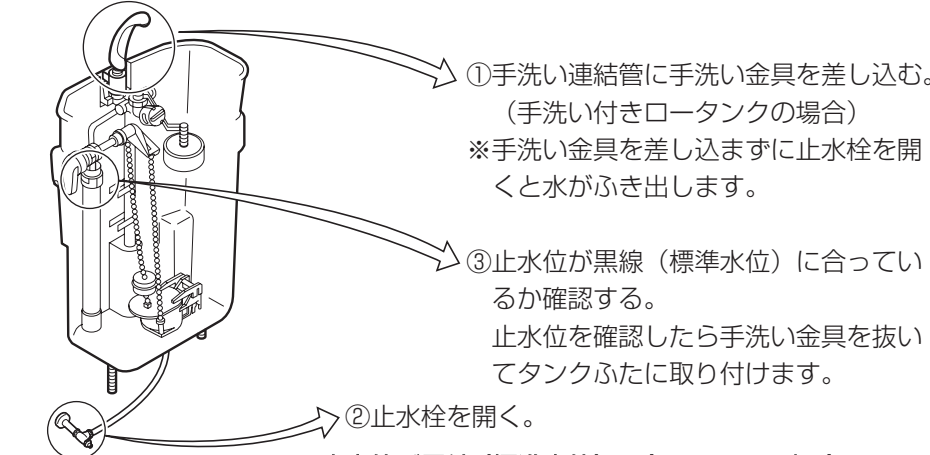 ①手洗い連結管に手洗い金具を差し込む。
（手洗い付きロータンクの場合）
※手洗い金具を差し込まずに止水栓を開
くと水がふき出します。
③止水位が黒線（標準水位）に合ってい
るか確認する。
止水位を確認したら手洗い金具を抜い
てタンクふたに取り付けます。
②止水栓を開く。